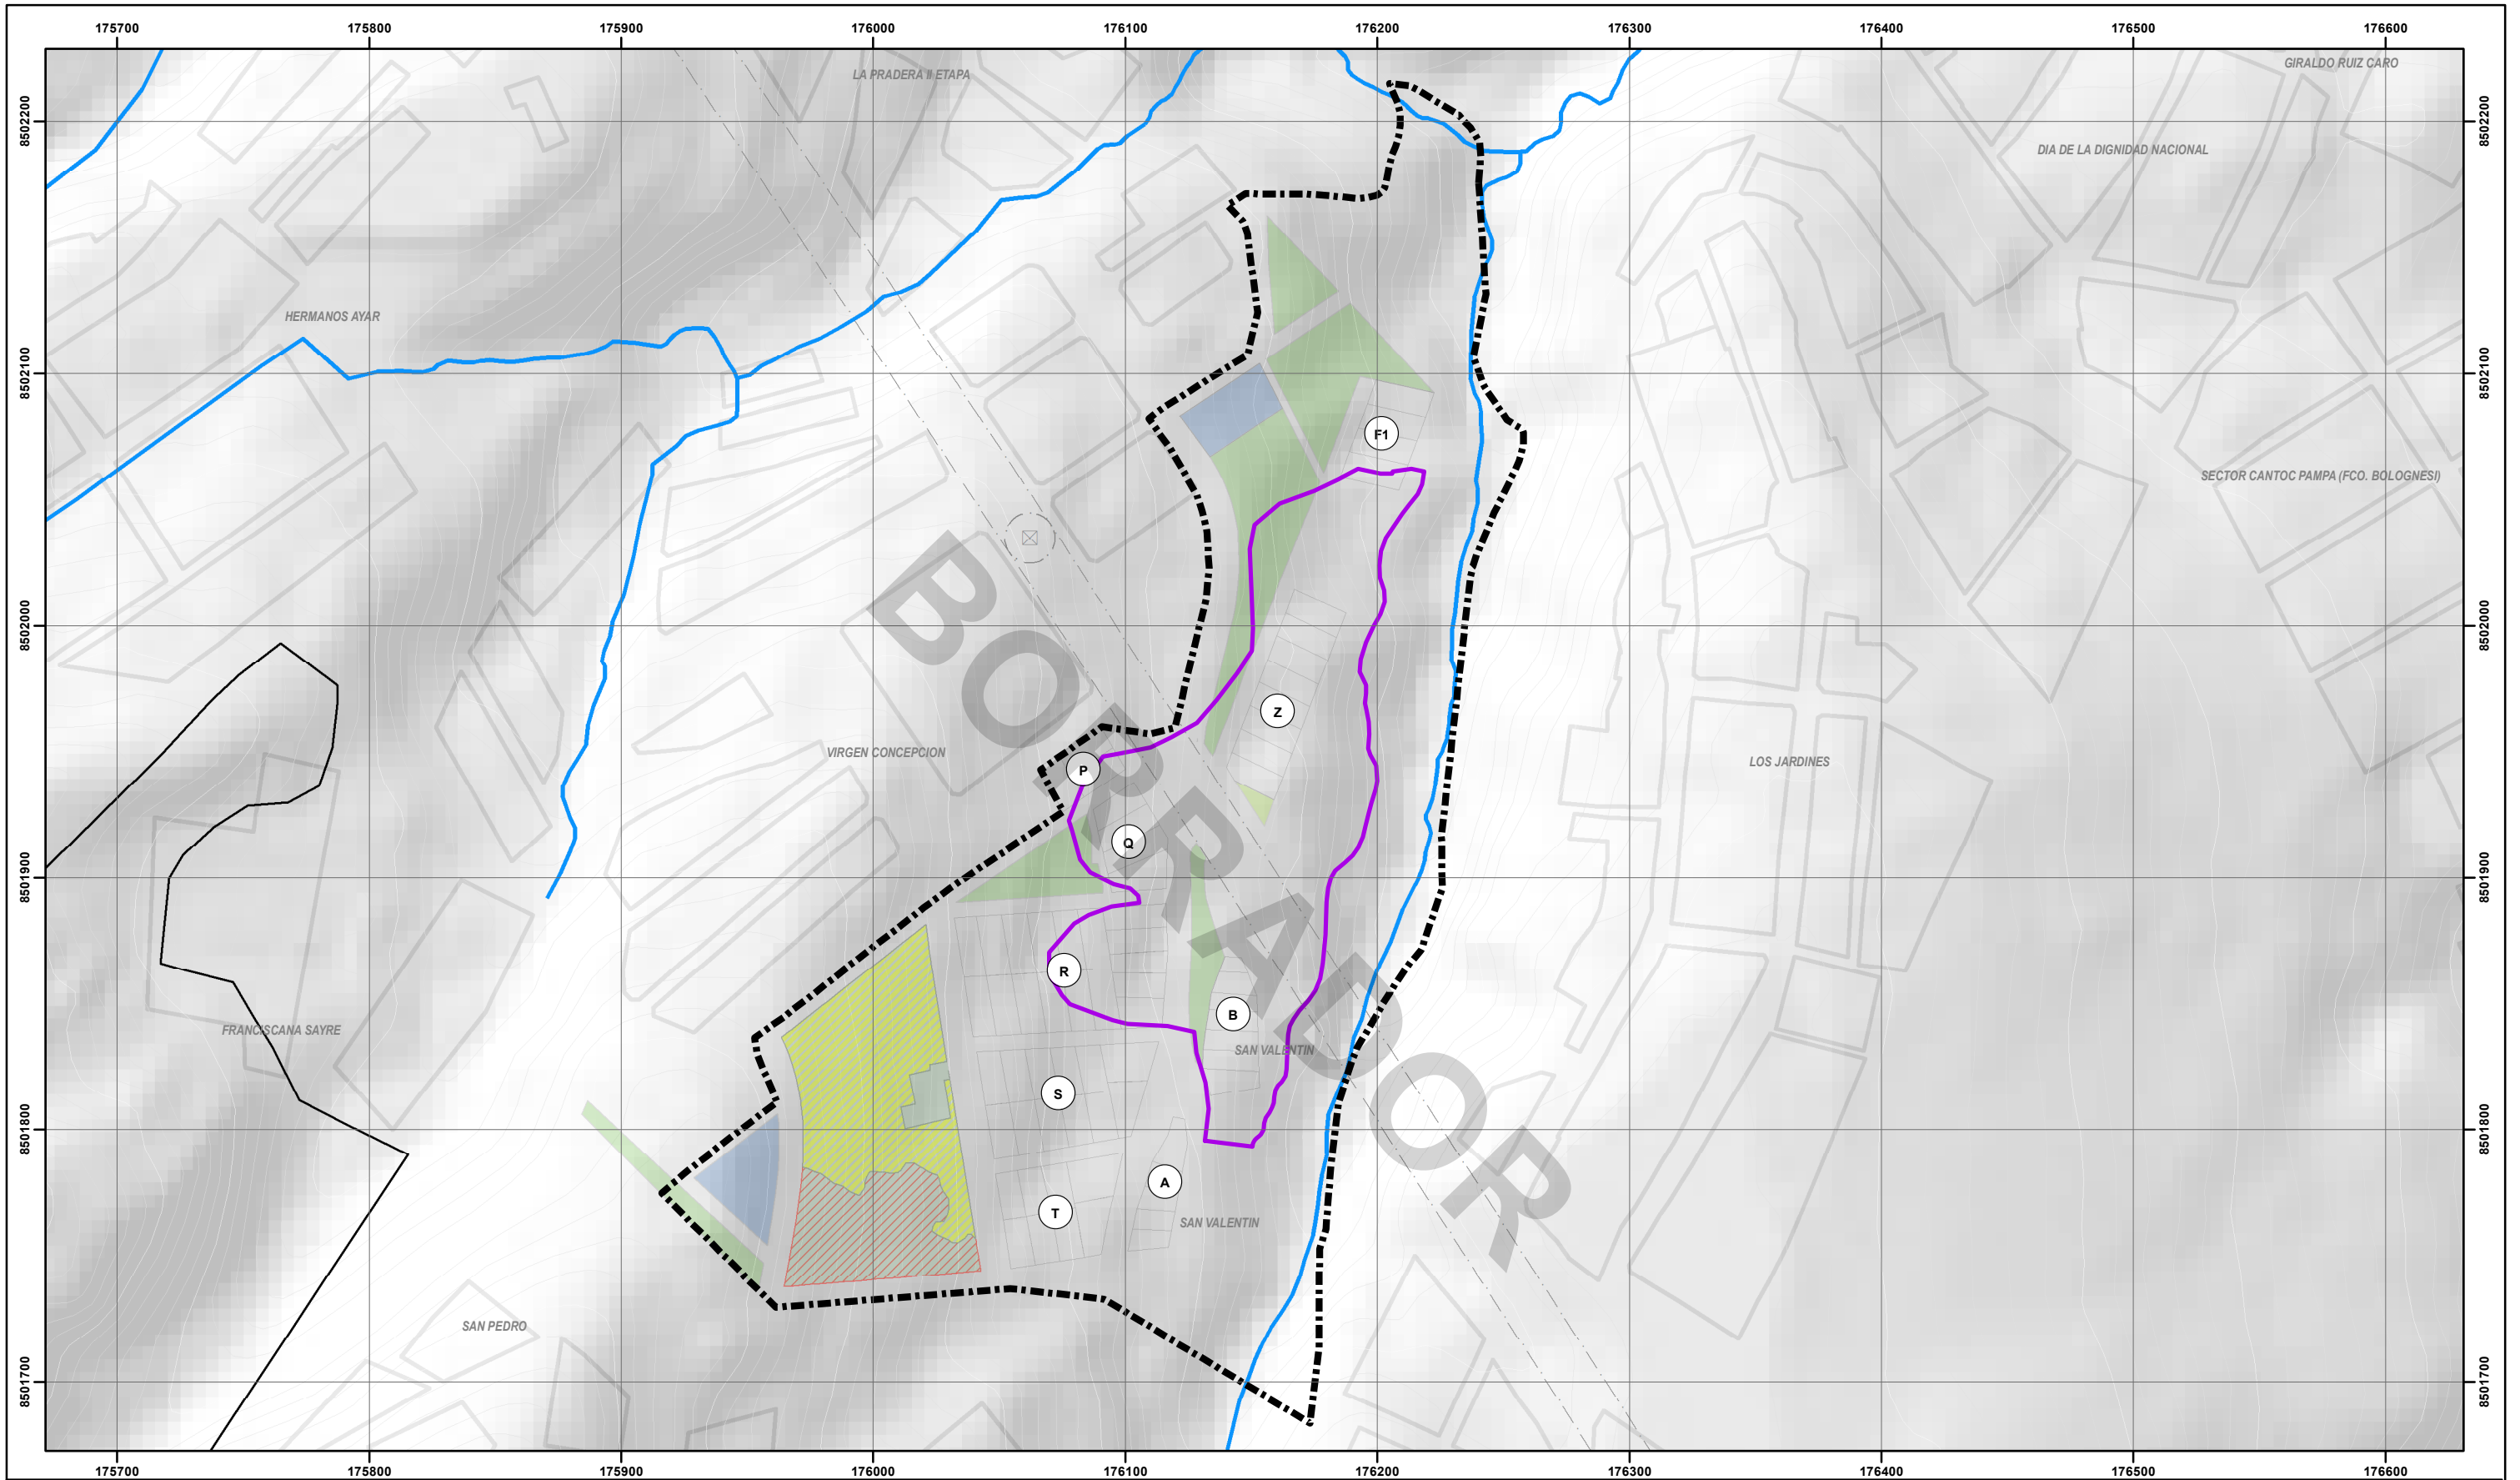 175700 175800 175900 176000 176100 176200 176300 176400 176500 176600
GIRALDO RUIZ CARO
LA PRADERA II ETAPA
8502200 8502200
DIA DE LA DIGNIDAD NACIONAL
HERMANOS AYAR
8502100 8502100
F1
SECTOR CANTOC PAMPA (FCO. BOLOGNESI)
8502000 8502000
BORRADOR
Z
VIRGEN CONCEPCION
LOS JARDINES
P
Q
8501900 8501900
R
B
FRANCISCANA SAYRE
SAN VALENTIN
S
8501800 8501800
A
T
SAN VALENTIN
SAN PEDRO
8501700 8501700
175700 175800 175900 176000 176100 176200 176300 176400 176500 176600